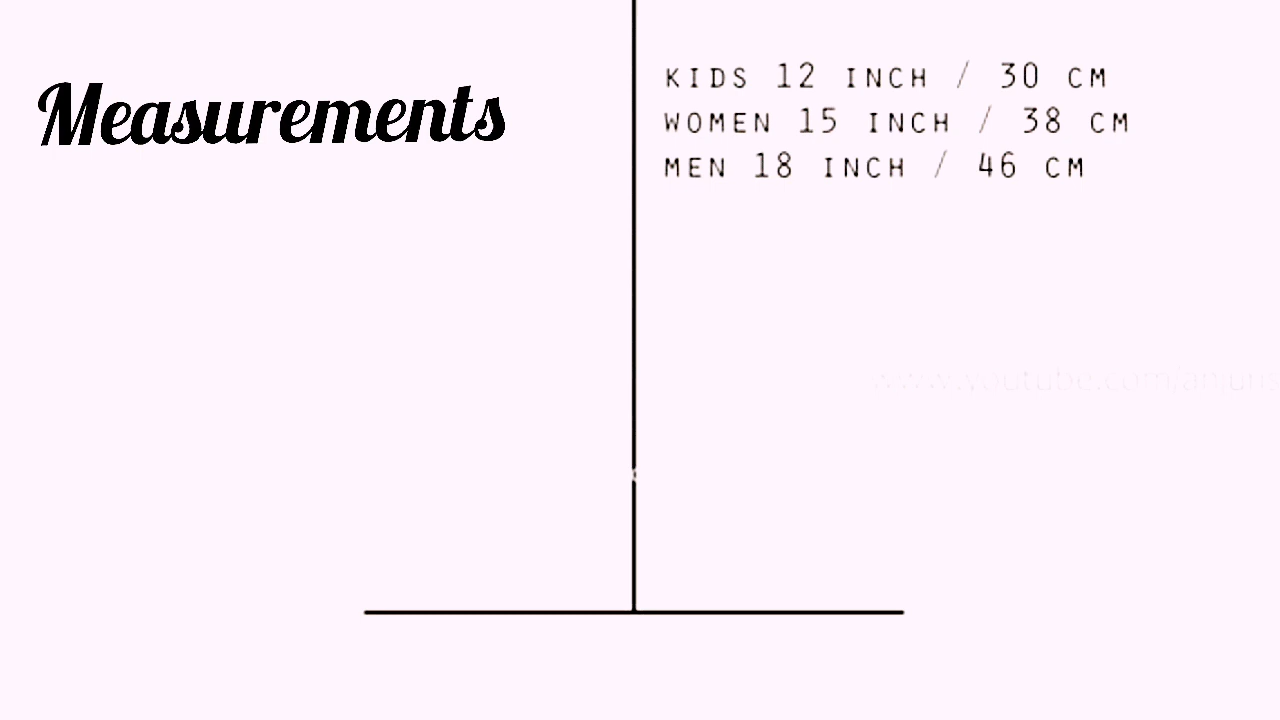 Measurements
KIDS 12 INCH / 30 CM
WOMEN 15 INCH / 38 CM
MEN 18 INCH / 46 CM